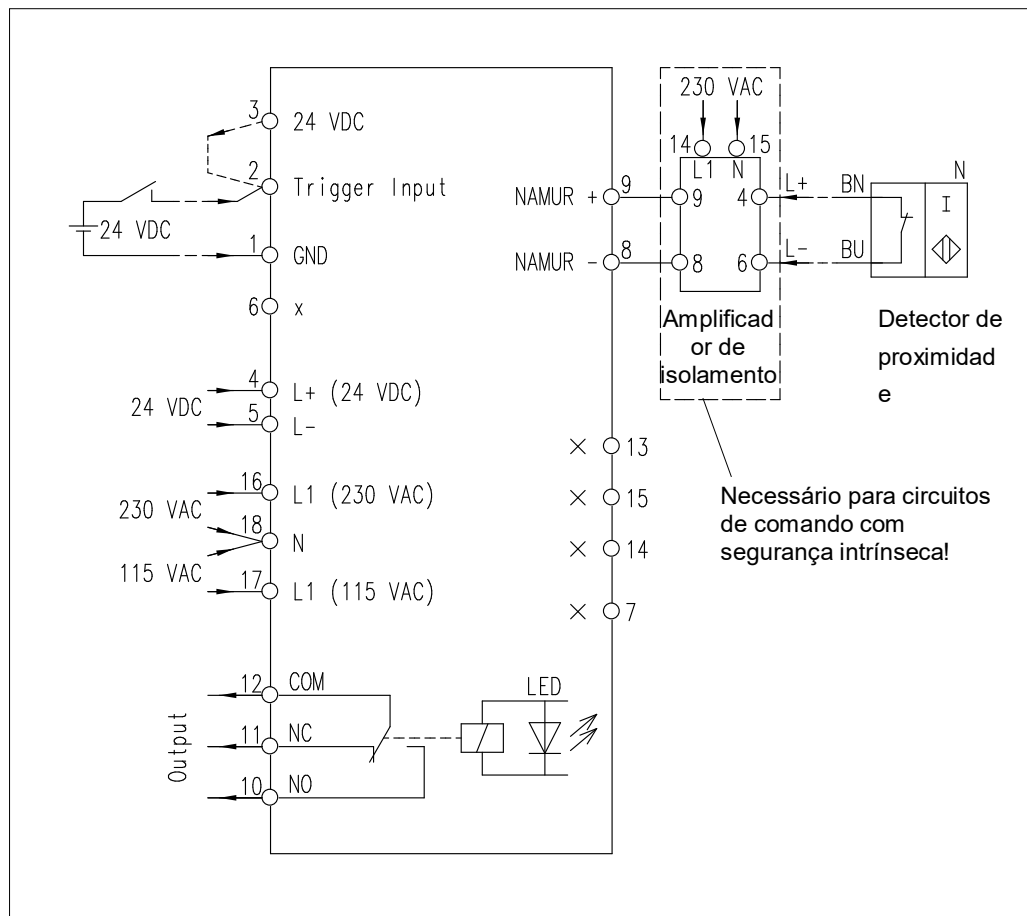 230 VAC
3
24 VDC
14
15
L1
N
2
Trigger Input
NAMUR +
9
9
4
L+
BN
N
I
24 VDC
1
GND
NAMUR -
8
8
6
L-
BU
6
x
Amplificad
or de
isolamento
Detector de
proximidad
e
4
L+ (24 VDC)
24 VDC
5
L-
× 13
16
L1 (230 VAC)
× 15
230 VAC
18
N
× 14
Necessário para circuitos
de comando com
segurança intrínseca!
115 VAC
17
L1 (115 VAC)
× 7
12
COM
LED
Output
11
NC
10
NO